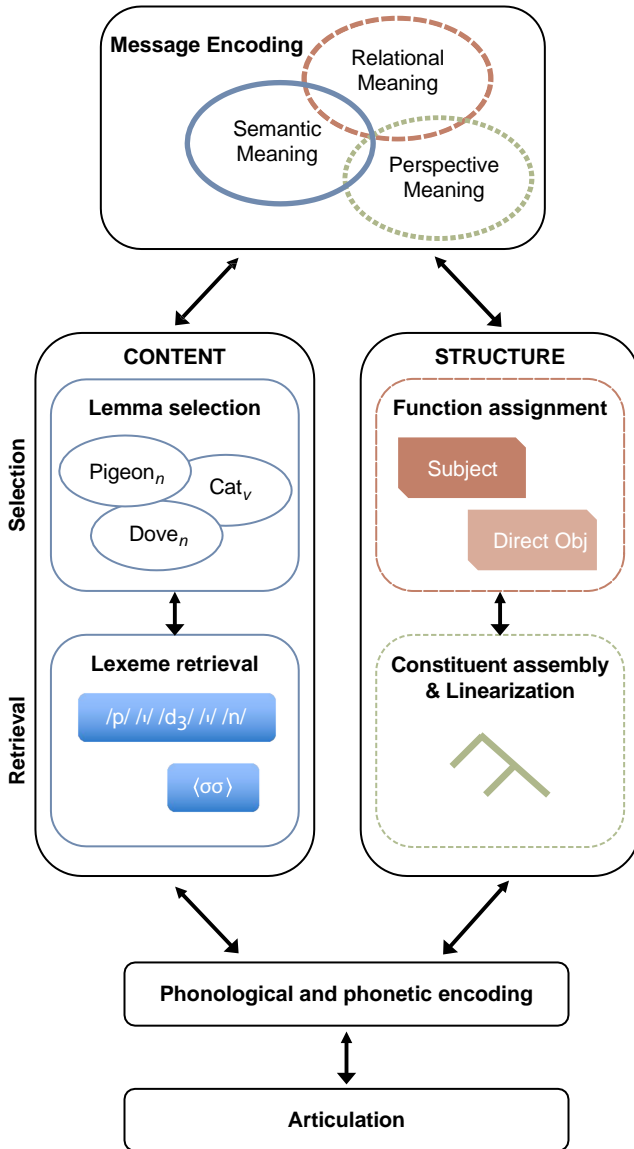 Message Encoding
Relational
Meaning
Semantic
Meaning
Perspective
Meaning
CONTENT
STRUCTURE
Selection
Lemma selection
Pigeonₙ
Catᵥ
Doveₙ
Function assignment
Subject
Direct Obj
Retrieval
Lexeme retrieval
/p/ /ı/ /d₃/ /ı/ /n/
⟨σσ⟩
Constituent assembly
& Linearization
Phonological and phonetic encoding
Articulation